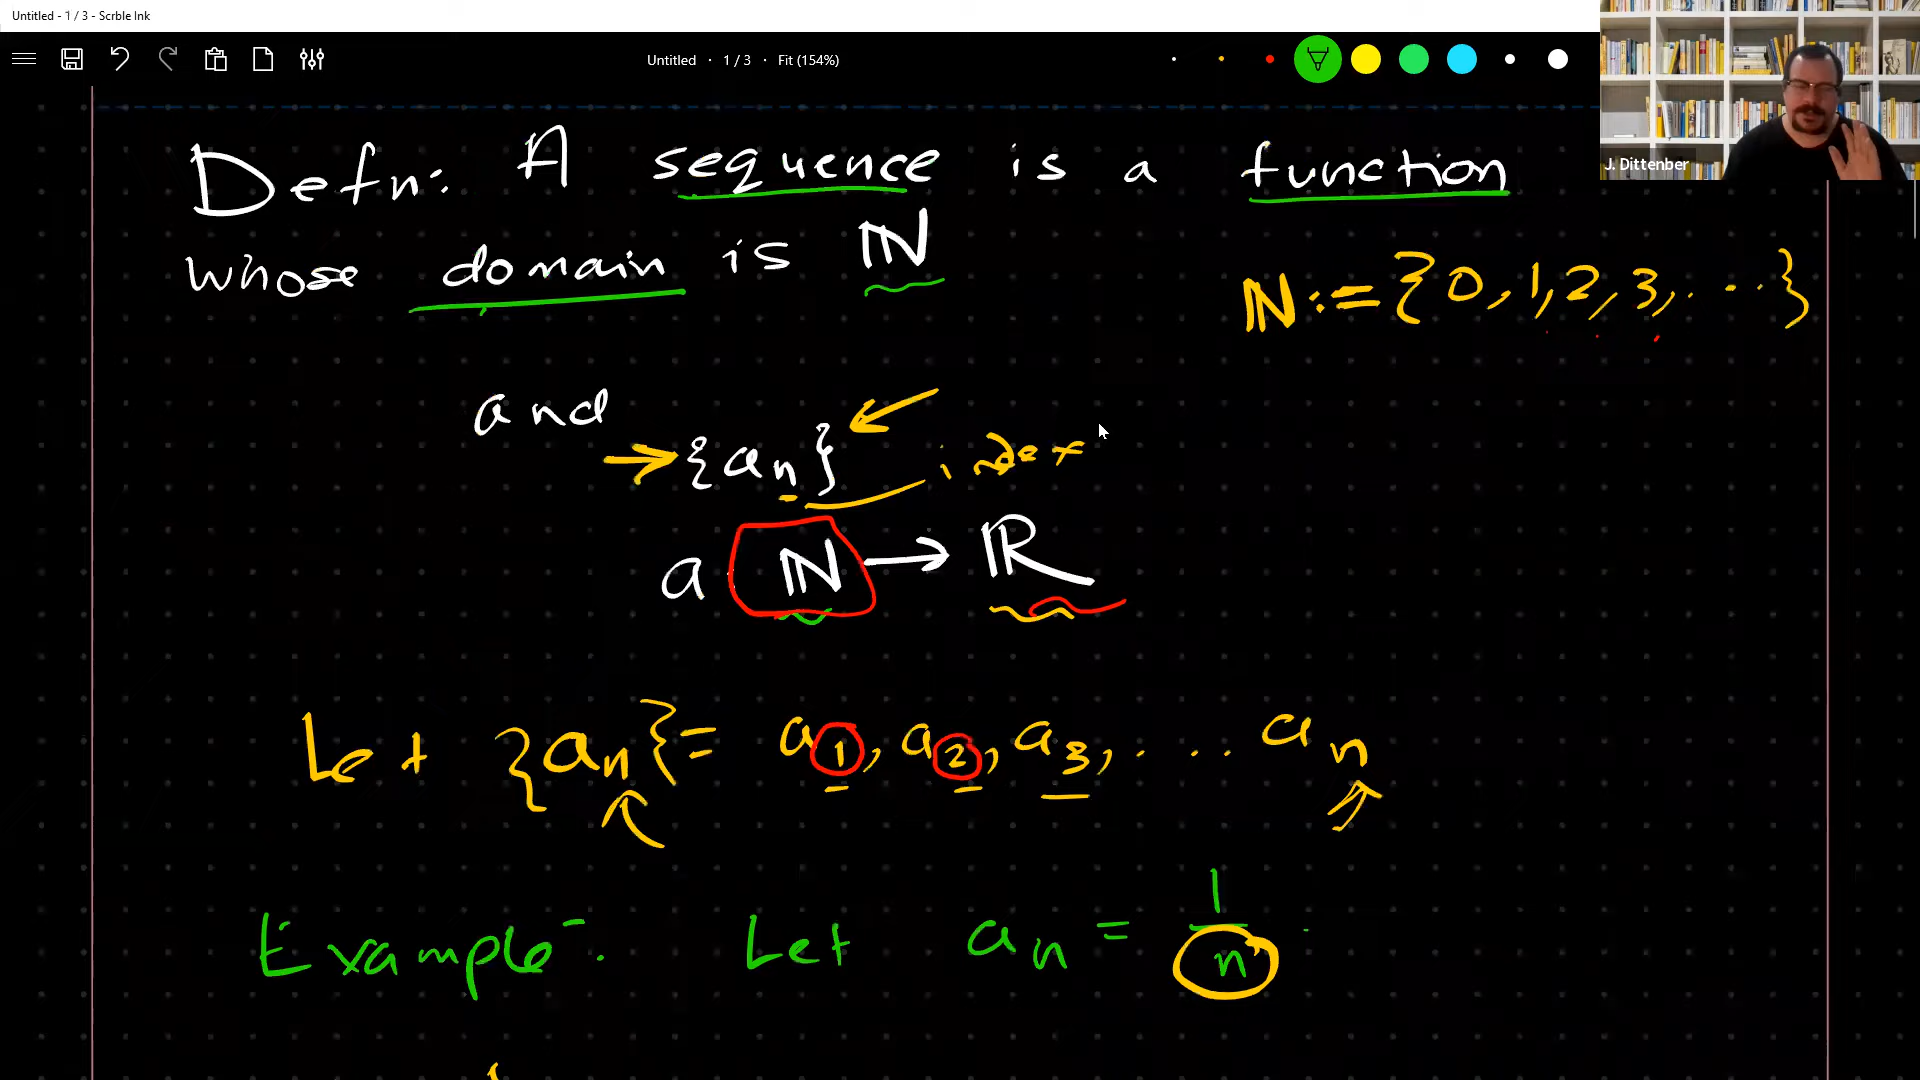 Untitled - 1 / 3 - Scrble Ink
Untitled · 1 / 3 · Fit (154%)
J. Dittenber
Defn: A sequence is a function
whose domain is ℕ
ℕ := {0, 1, 2, 3, ... }
and
{aₙ} index
a ℕ → ℝ
Let {aₙ} = a₁, a₂, a₃, .... aₙ
Example: Let aₙ = 1/n